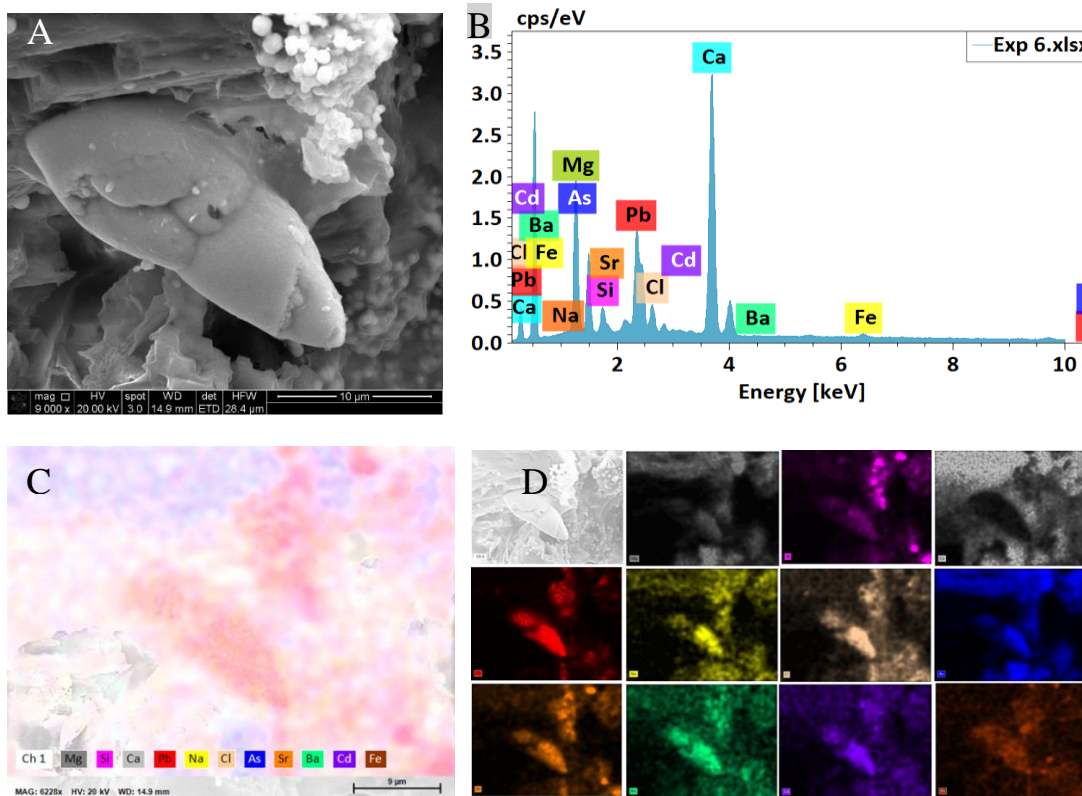 A
mag HV spot WD det HFW 10 µm
9 000 x 20.00 kV 3.0 14.9 mm ETD 28.4 µm
B
cps/eV
Exp 6.xlsx
3.5
3.0
2.5
2.0
1.5
1.0
0.5
0.0
Ca
Mg
Cd As
Pb
Ba
Cl Fe Sr Cd
Pb Si Cl
Ca Na Ba Fe
2 4 6 8 10
Energy [keV]
C
Ch 1 Mg Si Ca Pb Na Cl As Sr Ba Cd Fe
9 µm
MAG: 6228x HV: 20 kV WD: 14.9 mm
D